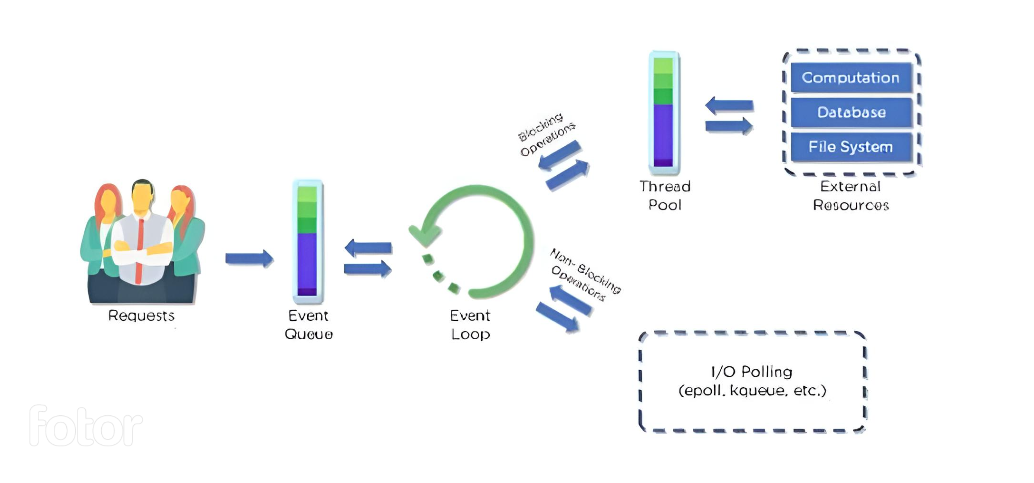 Blocking
Operations
Computation
Database
File System
Thread
Pool
External
Resources
Requests
Event
Queue
Event
Loop
Non- Blocking
Operations
I/O Polling
(epoll, kqueue, etc.)
fotor